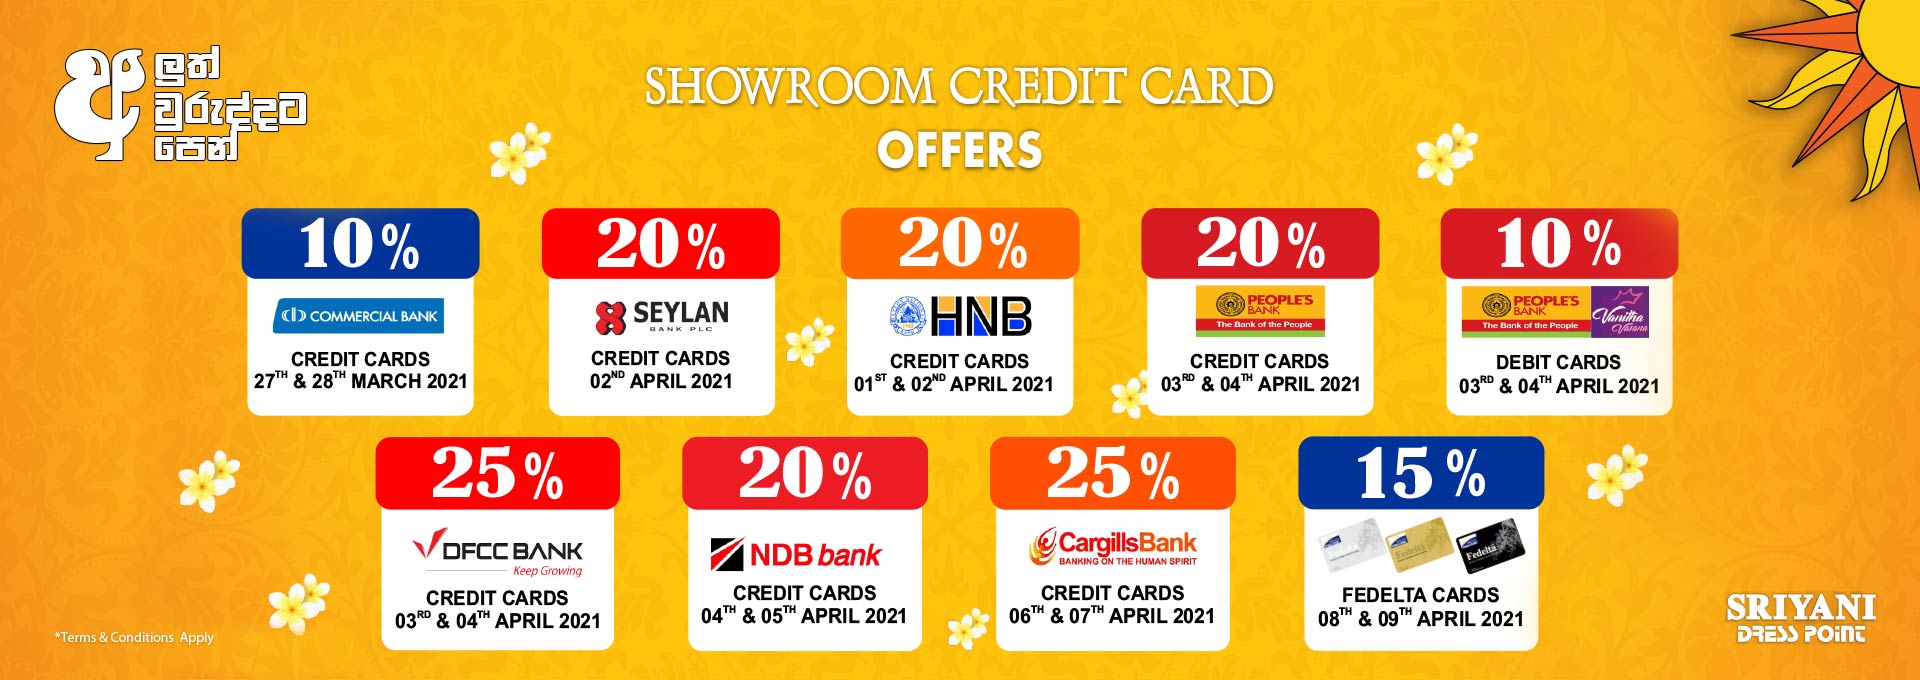 අලුත්
වුරුද්දට
පෙන්
SHOWROOM CREDIT CARD
OFFERS
10%
COMMERCIAL BANK
CREDIT CARDS
27TH & 28TH MARCH 2021
20%
SEYLAN
BANK PLC
CREDIT CARDS
02ND APRIL 2021
20%
HNB
CREDIT CARDS
01ST & 02ND APRIL 2021
20%
PEOPLE'S
BANK
The Bank of the People
CREDIT CARDS
03RD & 04TH APRIL 2021
10%
PEOPLE'S
BANK
The Bank of the People
Vanitha
Vasana
DEBIT CARDS
03RD & 04TH APRIL 2021
25%
DFCC BANK
Keep Growing
CREDIT CARDS
03RD & 04TH APRIL 2021
20%
NDB bank
CREDIT CARDS
04TH & 05TH APRIL 2021
25%
CargillsBank
BANKING ON THE HUMAN SPIRIT
CREDIT CARDS
06TH & 07TH APRIL 2021
15%
Fedelta
Fedelta
Fedelta
FEDELTA CARDS
08TH & 09TH APRIL 2021
*Terms & Conditions Apply
SRIYANI
DRESS POINT